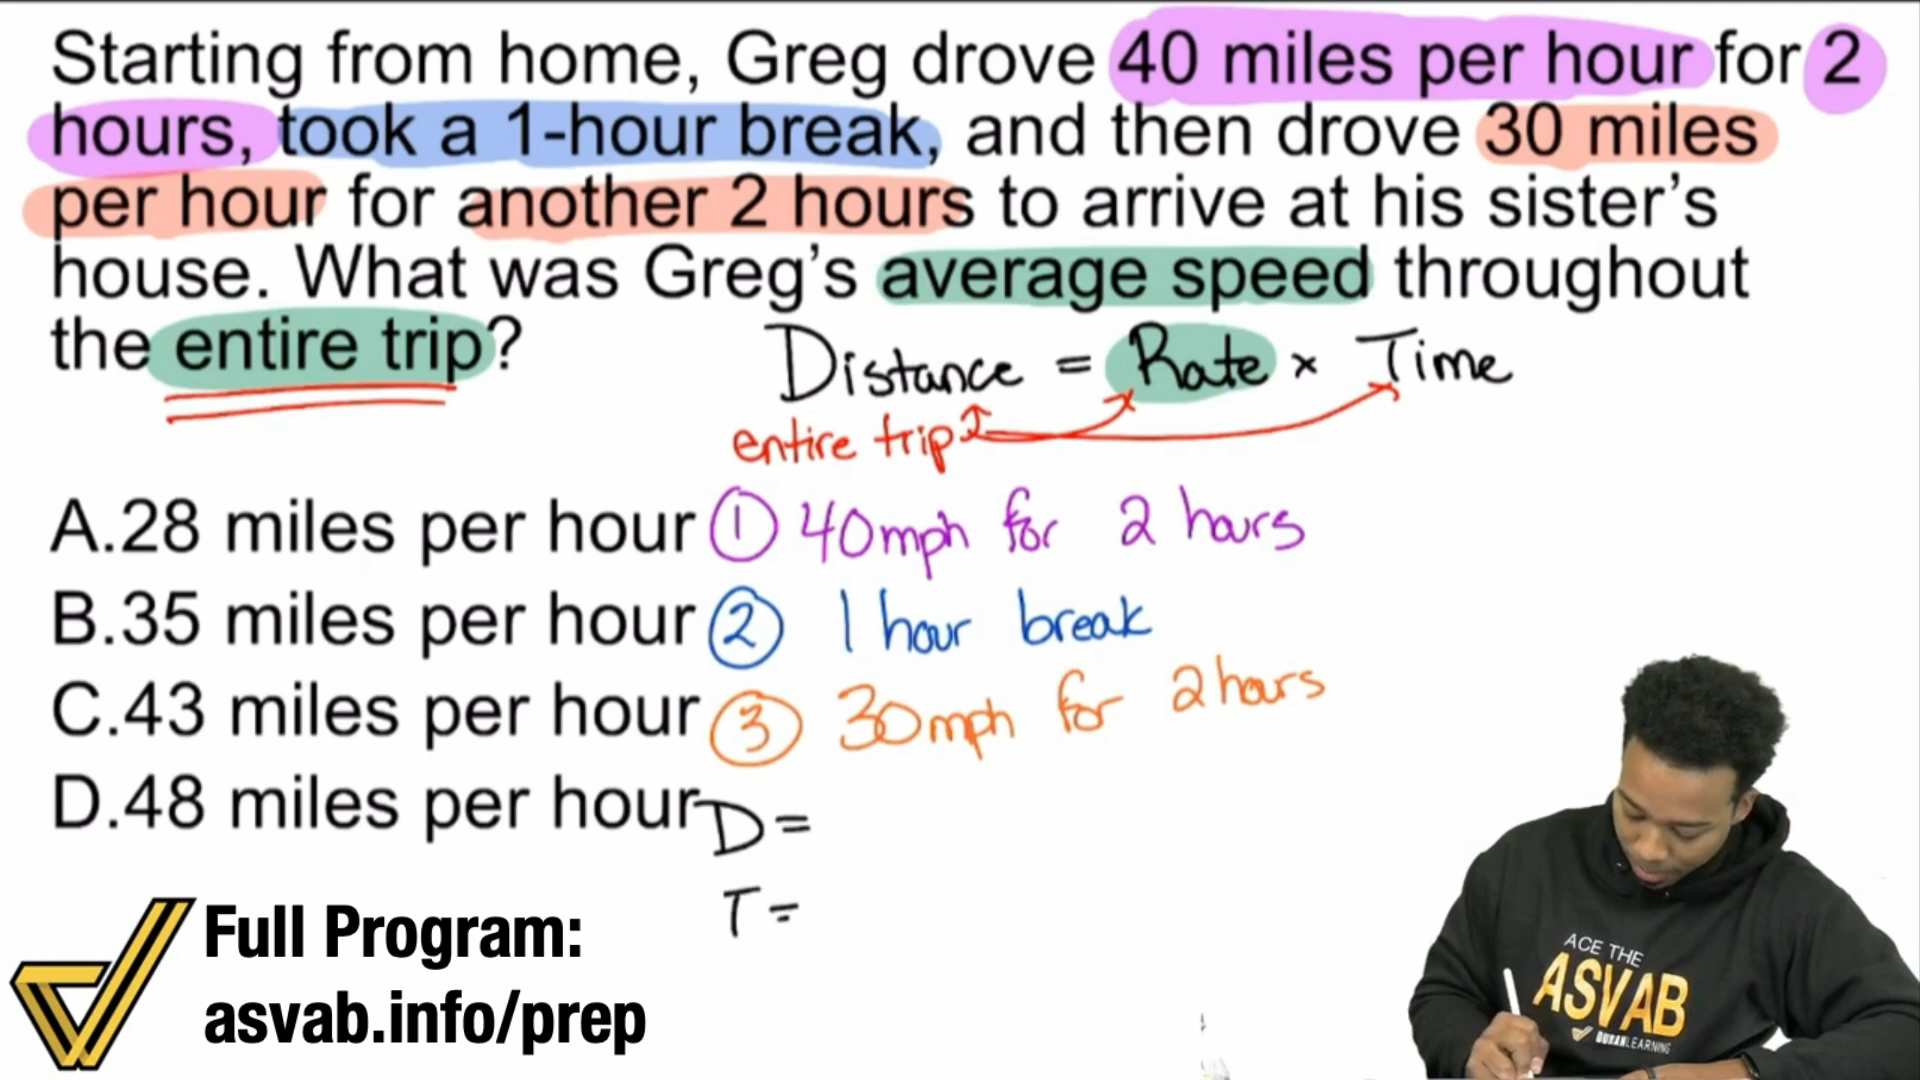 Starting from home, Greg drove 40 miles per hour for 2
hours, took a 1-hour break, and then drove 30 miles
per hour for another 2 hours to arrive at his sister’s
house. What was Greg’s average speed throughout
the entire trip?
Distance = Rate × Time
entire trip
A.28 miles per hour
① 40mph for 2 hours
B.35 miles per hour
② 1 hour break
C.43 miles per hour
③ 30mph for 2 hours
D.48 miles per hour
D=
T=
Full Program:
asvab.info/prep
ACE THE
ASVAB
DURAN LEARNING